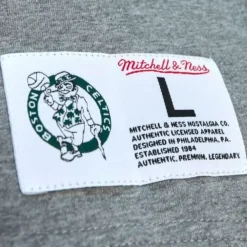 BOSTON CELTICS
Mitchell & Ness
L
MITCHELL & NESS NOSTALGIA CO.
AUTHENTIC LICENSED APPAREL
DESIGNED IN PHILADELPHIA, PA.
ESTABLISHED 1904
AUTHENTIC, PREMIUM, LEGENDARY